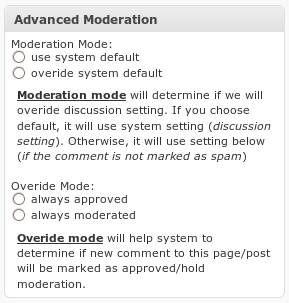 Advanced Moderation
Moderation Mode:
use system default
overide system default
Moderation mode will determine if we will
overide discussion setting. If you choose
default, it will use system setting (discussion
setting). Otherwise, it will use setting below
(if the comment is not marked as spam)
Overide Mode:
always approved
always moderated
Overide mode will help system to
determine if new comment to this page/post
will be marked as approved/hold
moderation.